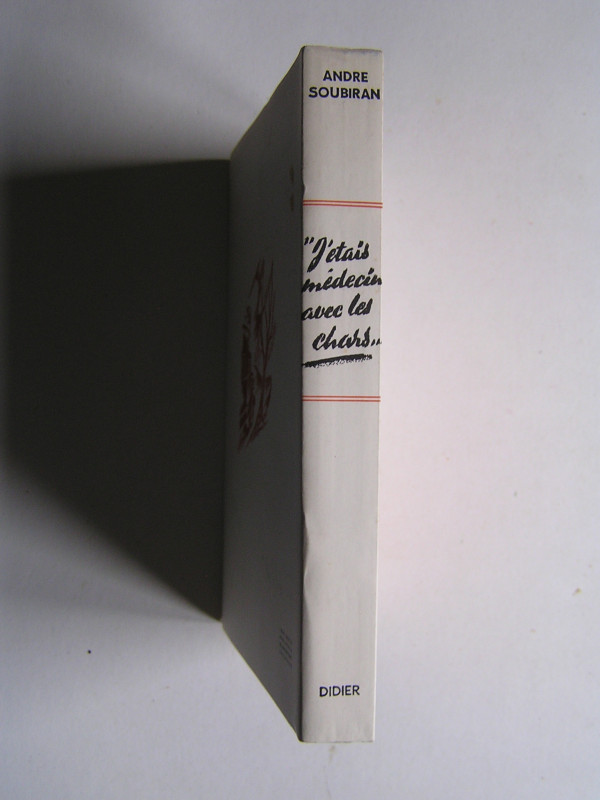 ANDRE
SOUBIRAN
"J'étais
médecin
avec les
chars..
DIDIER